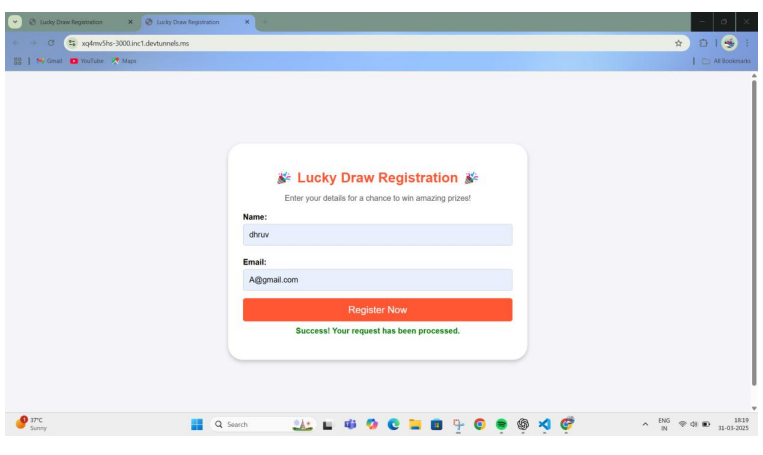 Lucky Draw Registration
Lucky Draw Registration
xq4mv5hs-3000.inc1.devtunnels.ms
Gmail YouTube Maps
All Bookmarks
Lucky Draw Registration
Enter your details for a chance to win amazing prizes!
Name:
dhruv
Email:
A@gmail.com
Register Now
Success! Your request has been processed.
1
37°C
Sunny
Search
ENG
IN
18:19
31-03-2025